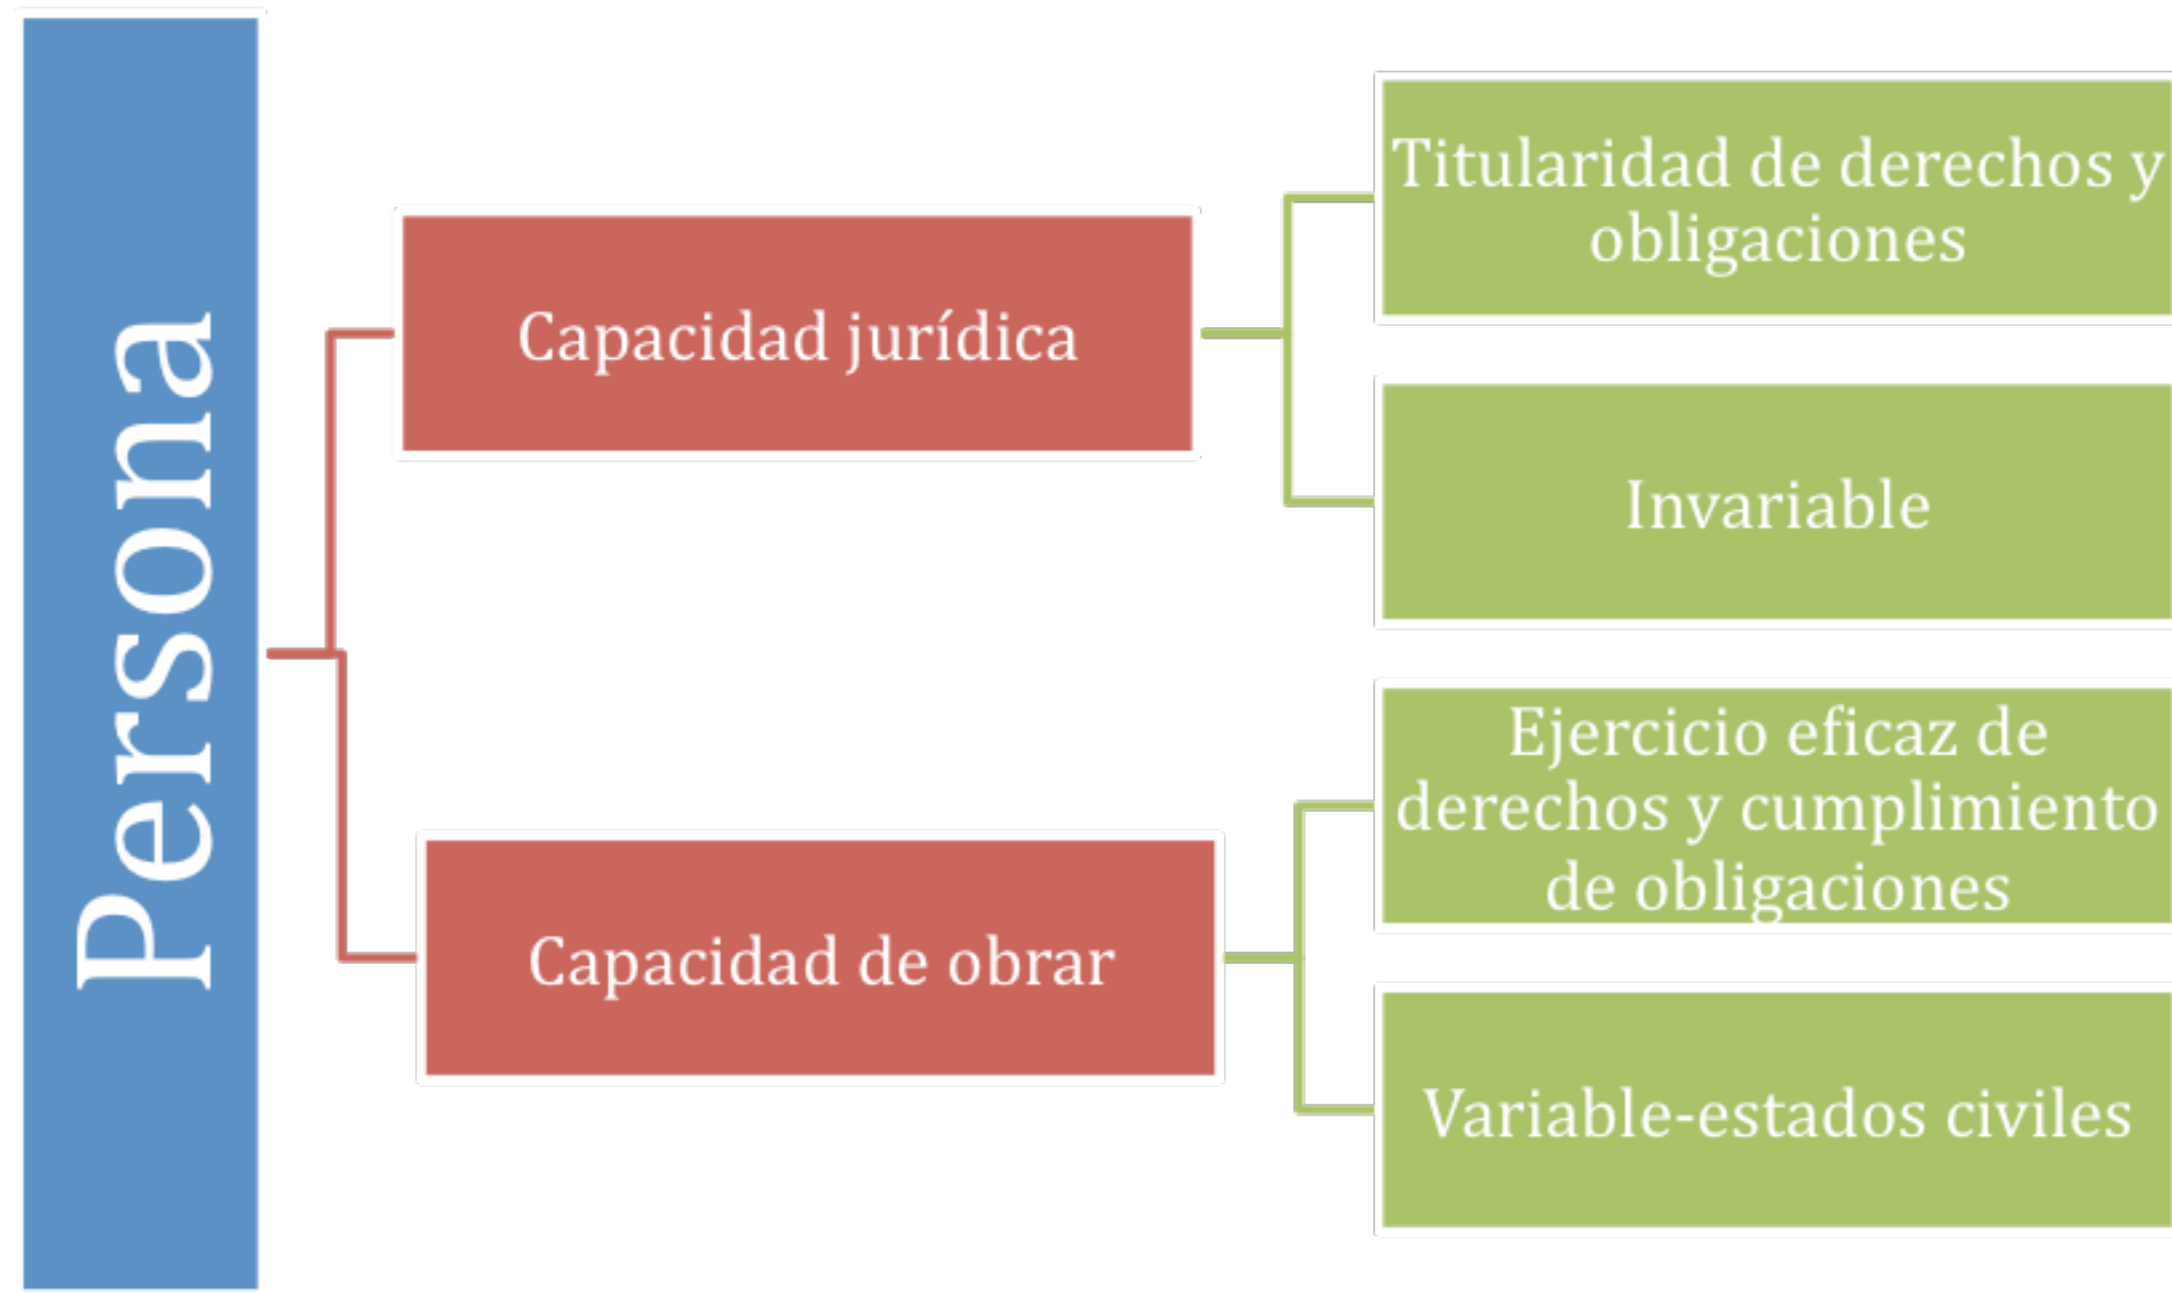 Persona
Capacidad jurídica
Titularidad de derechos y
obligaciones
Invariable
Capacidad de obrar
Ejercicio eficaz de
derechos y cumplimiento
de obligaciones
Variable-estados civiles